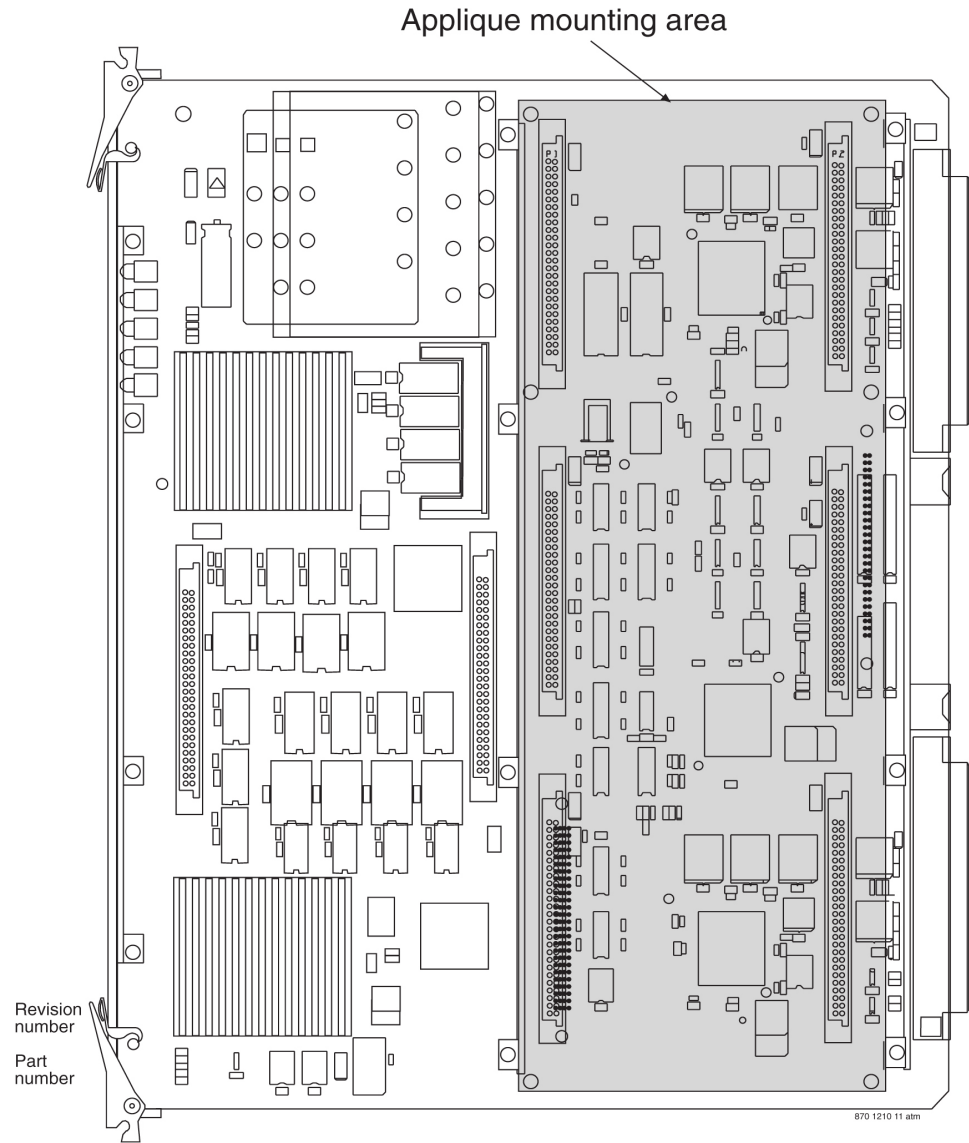 Applique mounting area
P1
P2
Revision
number
Part
number
870 1210 11 atm